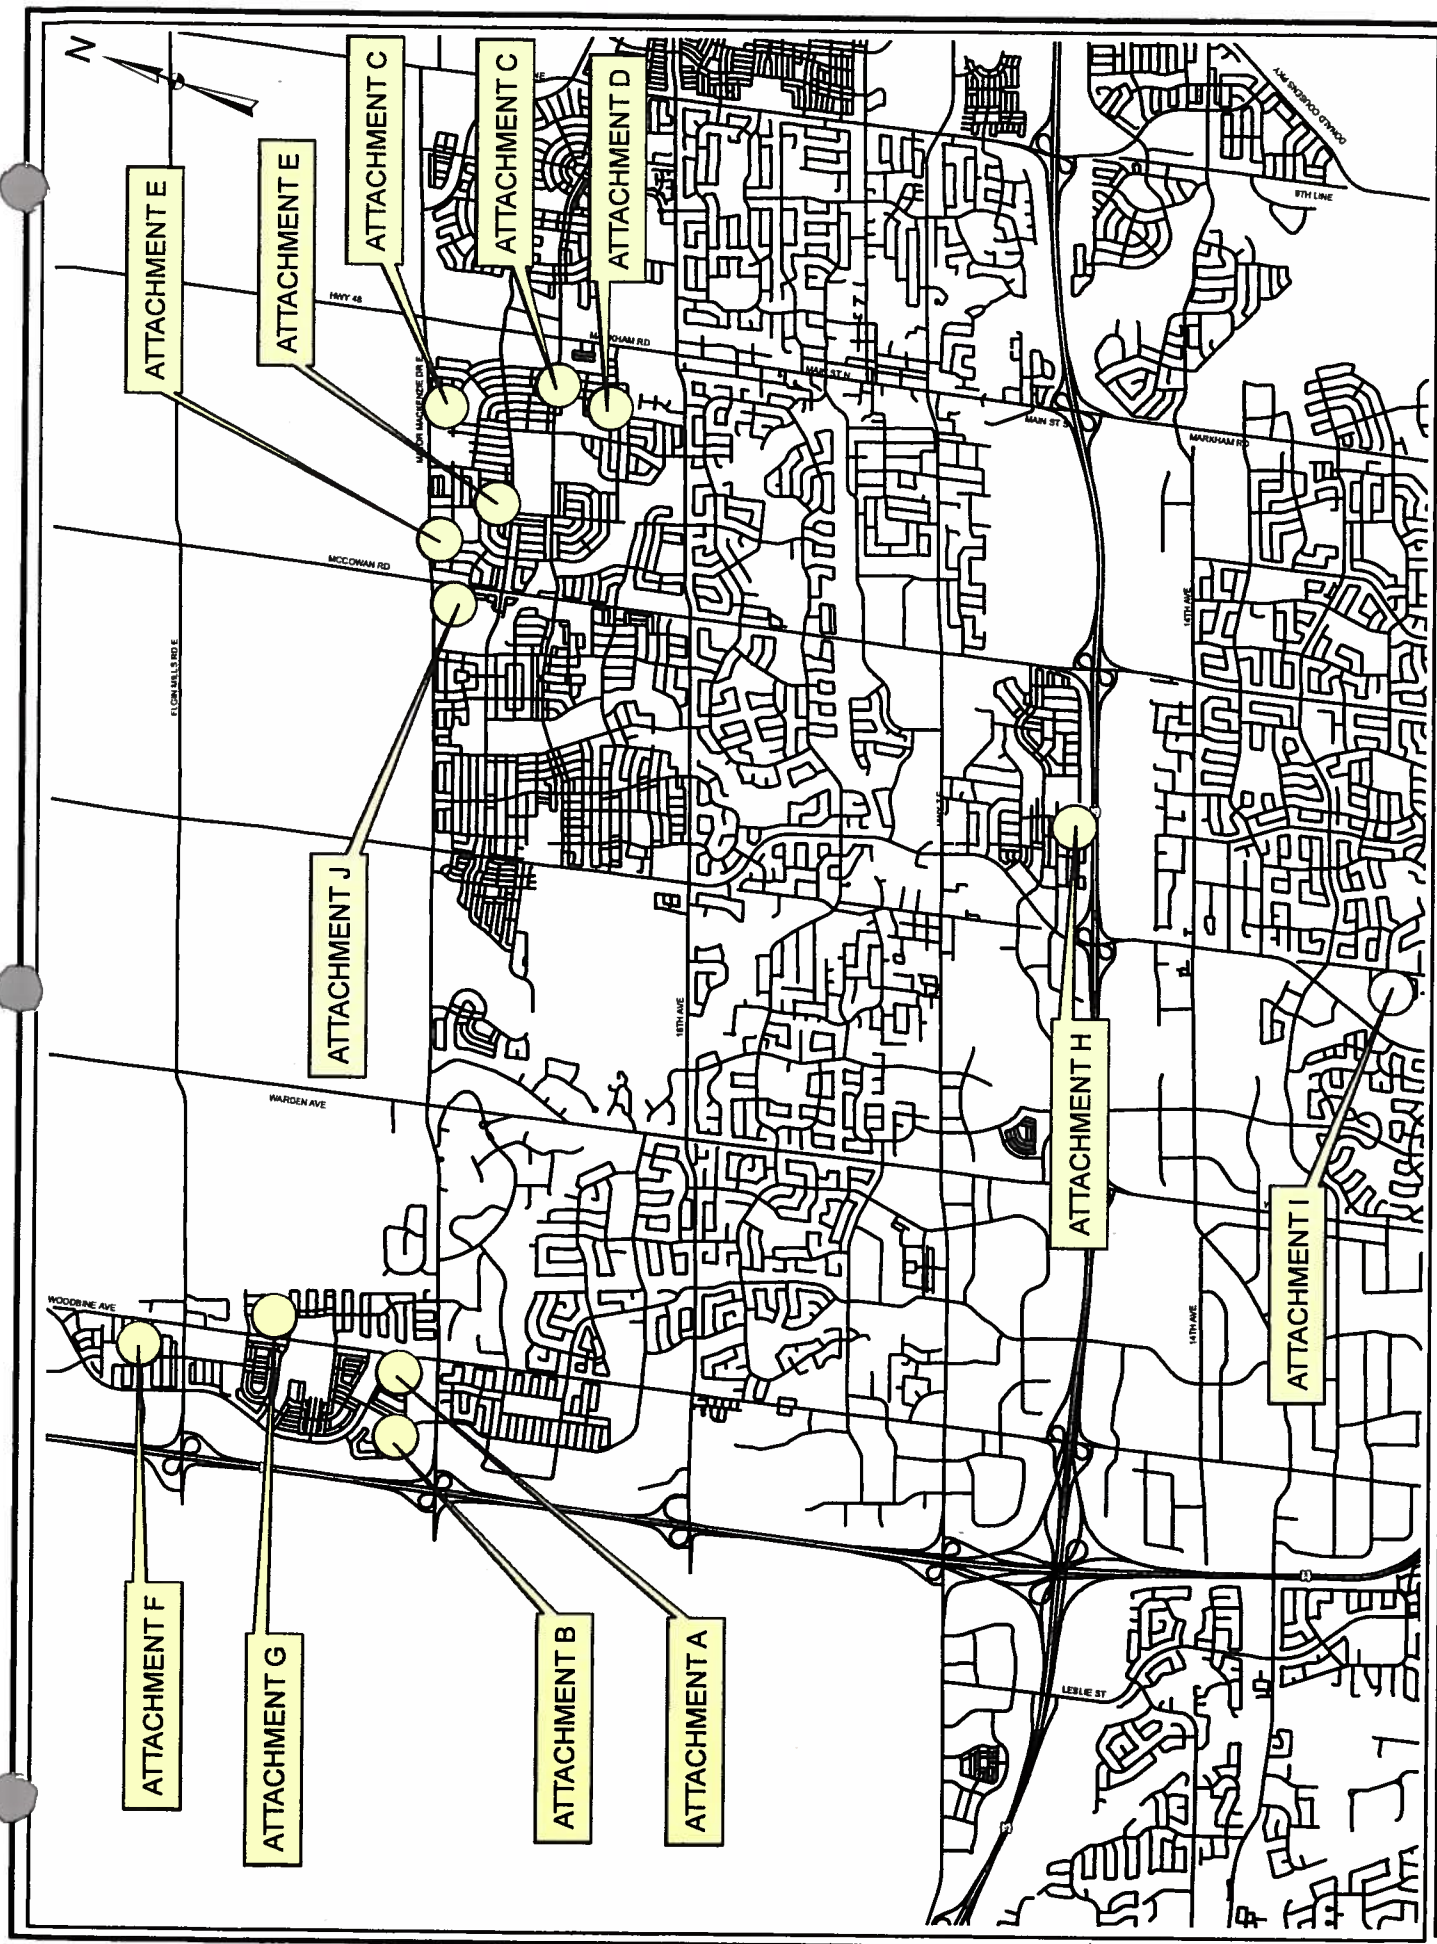 N
ATTACHMENT F
ATTACHMENT G
ATTACHMENT B
ATTACHMENT A
ATTACHMENT J
ATTACHMENT E
ATTACHMENT E
ATTACHMENT C
ATTACHMENT C
ATTACHMENT D
ATTACHMENT H
ATTACHMENT I
WOODBINE AVE
WARDEN AVE
ELGIN MILLS RD E
MCCOWAN RD
HWY 48
MAJOR MACKENZIE DR E
MARKHAM RD
MAIN ST N
16TH AVE
MAIN ST S
MARKHAM RD
14TH AVE
14TH AVE
9TH LINE
DONALD COUSENS PKY
LESLIE ST